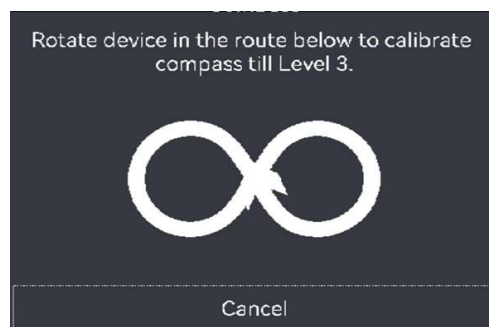 Rotate device in the route below to calibrate
compass till Level 3.
Cancel